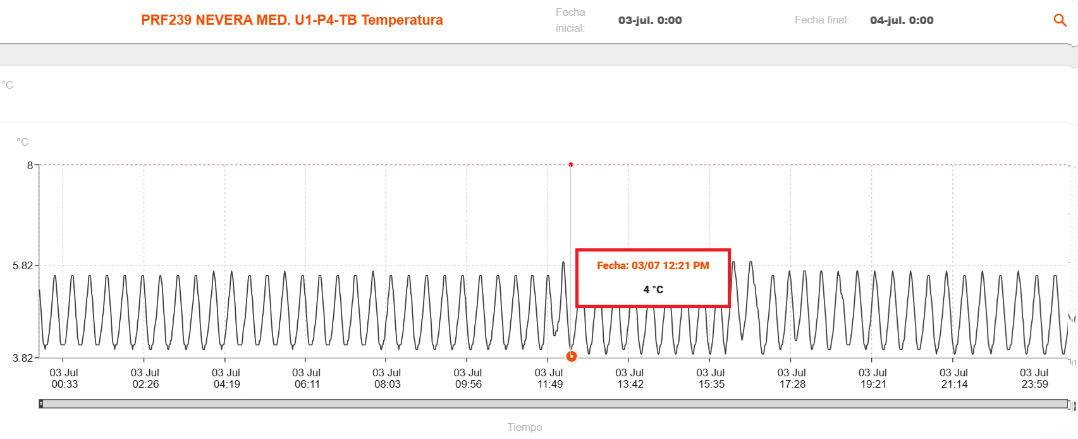 PRF239 NEVERA MED. U1-P4-TB Temperatura
Fecha
inicial:
03-jul. 0:00
Fecha final:
04-jul. 0:00
°C
°C
8
5.82
3.82
Fecha: 03/07 12:21 PM
4 °C
03 Jul 03 Jul 03 Jul 03 Jul 03 Jul 03 Jul 03 Jul 03 Jul 03 Jul 03 Jul 03 Jul 03 Jul 03 Jul
00:33 02:26 04:19 06:11 08:03 09:56 11:49 13:42 15:35 17:28 19:21 21:14 23:59
Tiempo